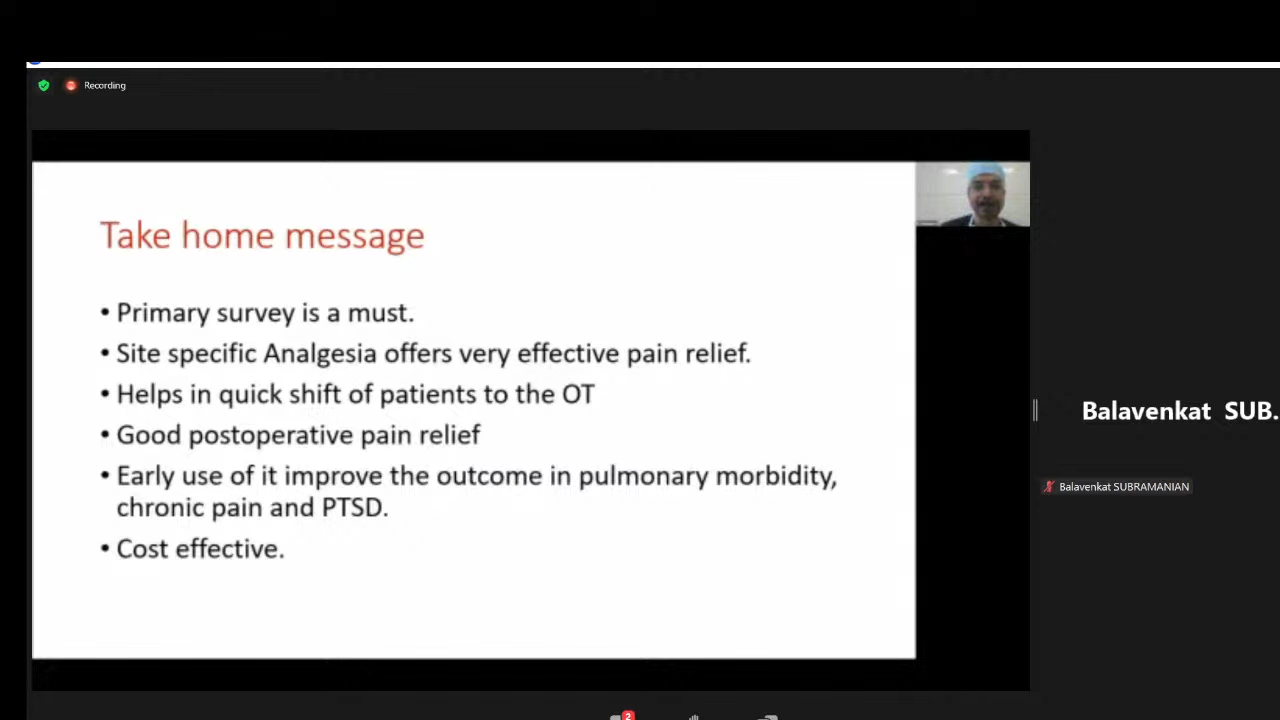 Recording
Take home message
• Primary survey is a must.
• Site specific Analgesia offers very effective pain relief.
• Helps in quick shift of patients to the OT
• Good postoperative pain relief
• Early use of it improve the outcome in pulmonary morbidity,
chronic pain and PTSD.
• Cost effective.
Balavenkat SUB.
Balavenkat SUBRAMANIAN
2